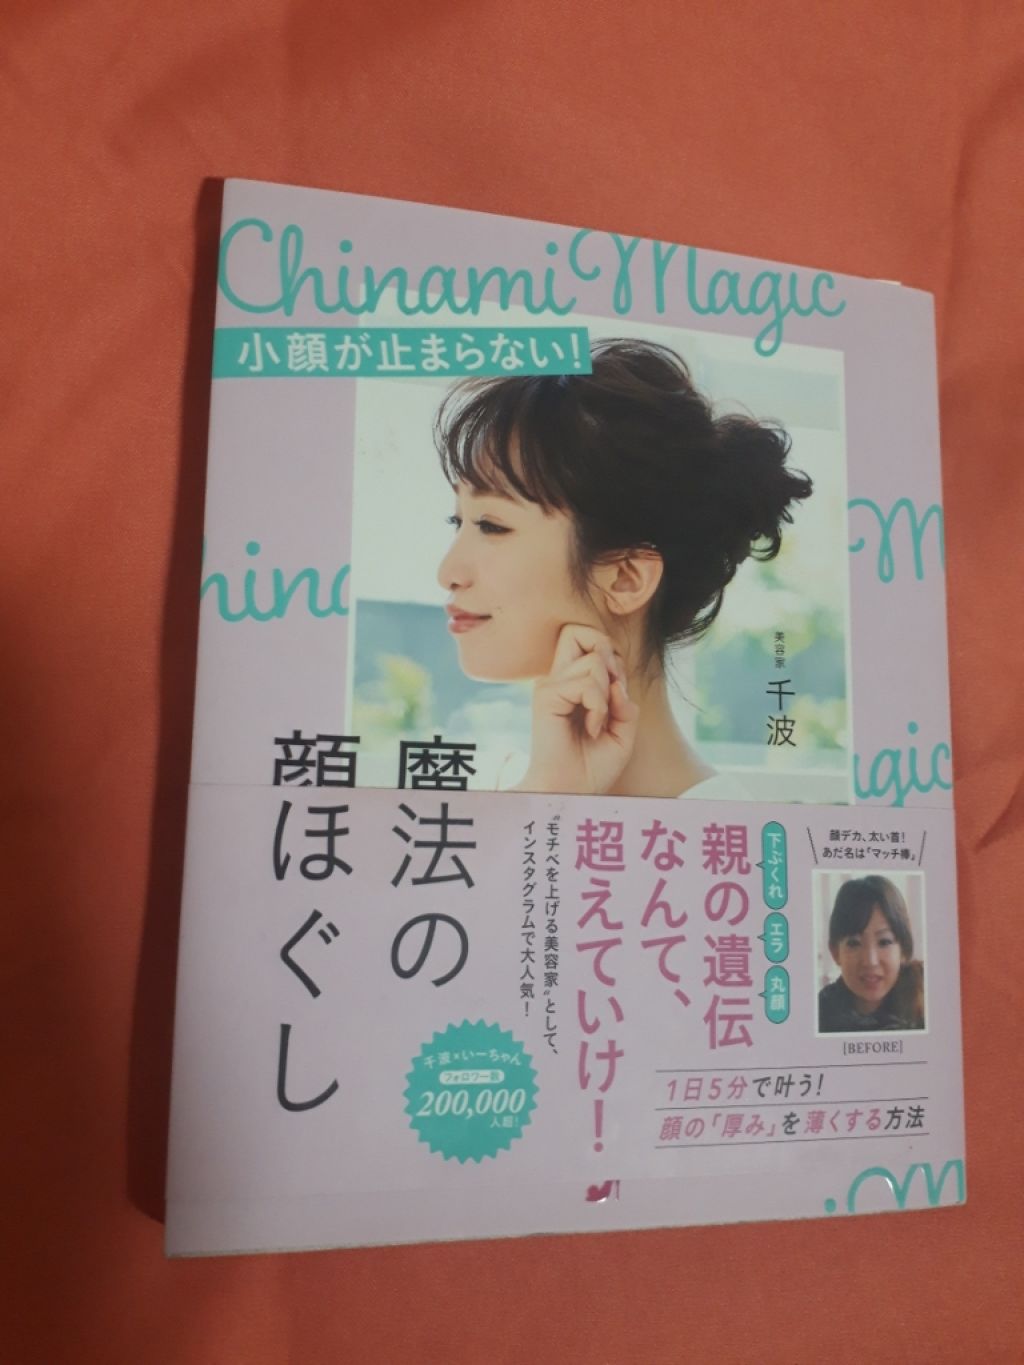 Chinami Magic
小顔が止まらない!
hina
M
美容家 千波
agic
魔法の
顔ほぐし
"モチベを上げる美容家"として、
インスタグラムで大人気!
千波×いーちゃん
フォロワー数
200,000
人超!
親の遺伝
なんて、
超えていけ!
下ぶくれ
エラ
丸顔
顔デカ、太い首!
あだ名は「マッチ棒」
[BEFORE]
1日5分で叶う!
顔の「厚み」を薄くする方法
i M